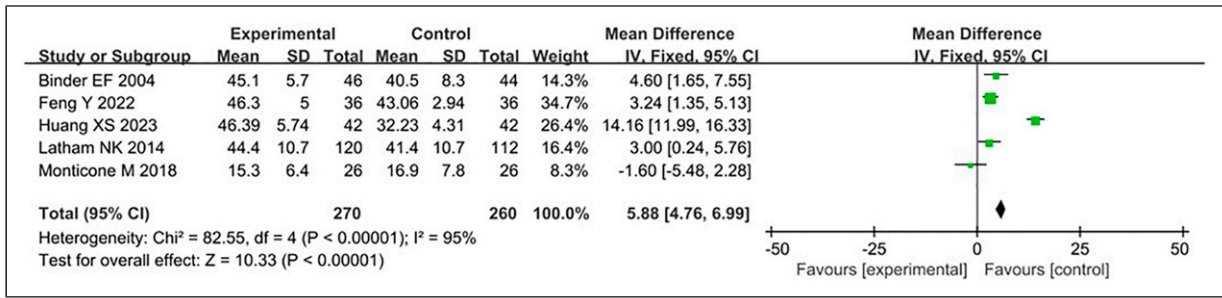 Experimental Control Mean Difference Mean Difference
Study or Subgroup Mean SD Total Mean SD Total Weight IV, Fixed, 95% CI IV, Fixed, 95% CI
Binder EF 2004 45.1 5.7 46 40.5 8.3 44 14.3% 4.60 [1.65, 7.55]
Feng Y 2022 46.3 5 36 43.06 2.94 36 34.7% 3.24 [1.35, 5.13]
Huang XS 2023 46.39 5.74 42 32.23 4.31 42 26.4% 14.16 [11.99, 16.33]
Latham NK 2014 44.4 10.7 120 41.4 10.7 112 16.4% 3.00 [0.24, 5.76]
Monticone M 2018 15.3 6.4 26 16.9 7.8 26 8.3% -1.60 [-5.48, 2.28]
Total (95% CI) 270 260 100.0% 5.88 [4.76, 6.99]
Heterogeneity: Chi² = 82.55, df = 4 (P < 0.00001); I² = 95%
Test for overall effect: Z = 10.33 (P < 0.00001)
-50 -25 0 25 50
Favours [experimental] Favours [control]